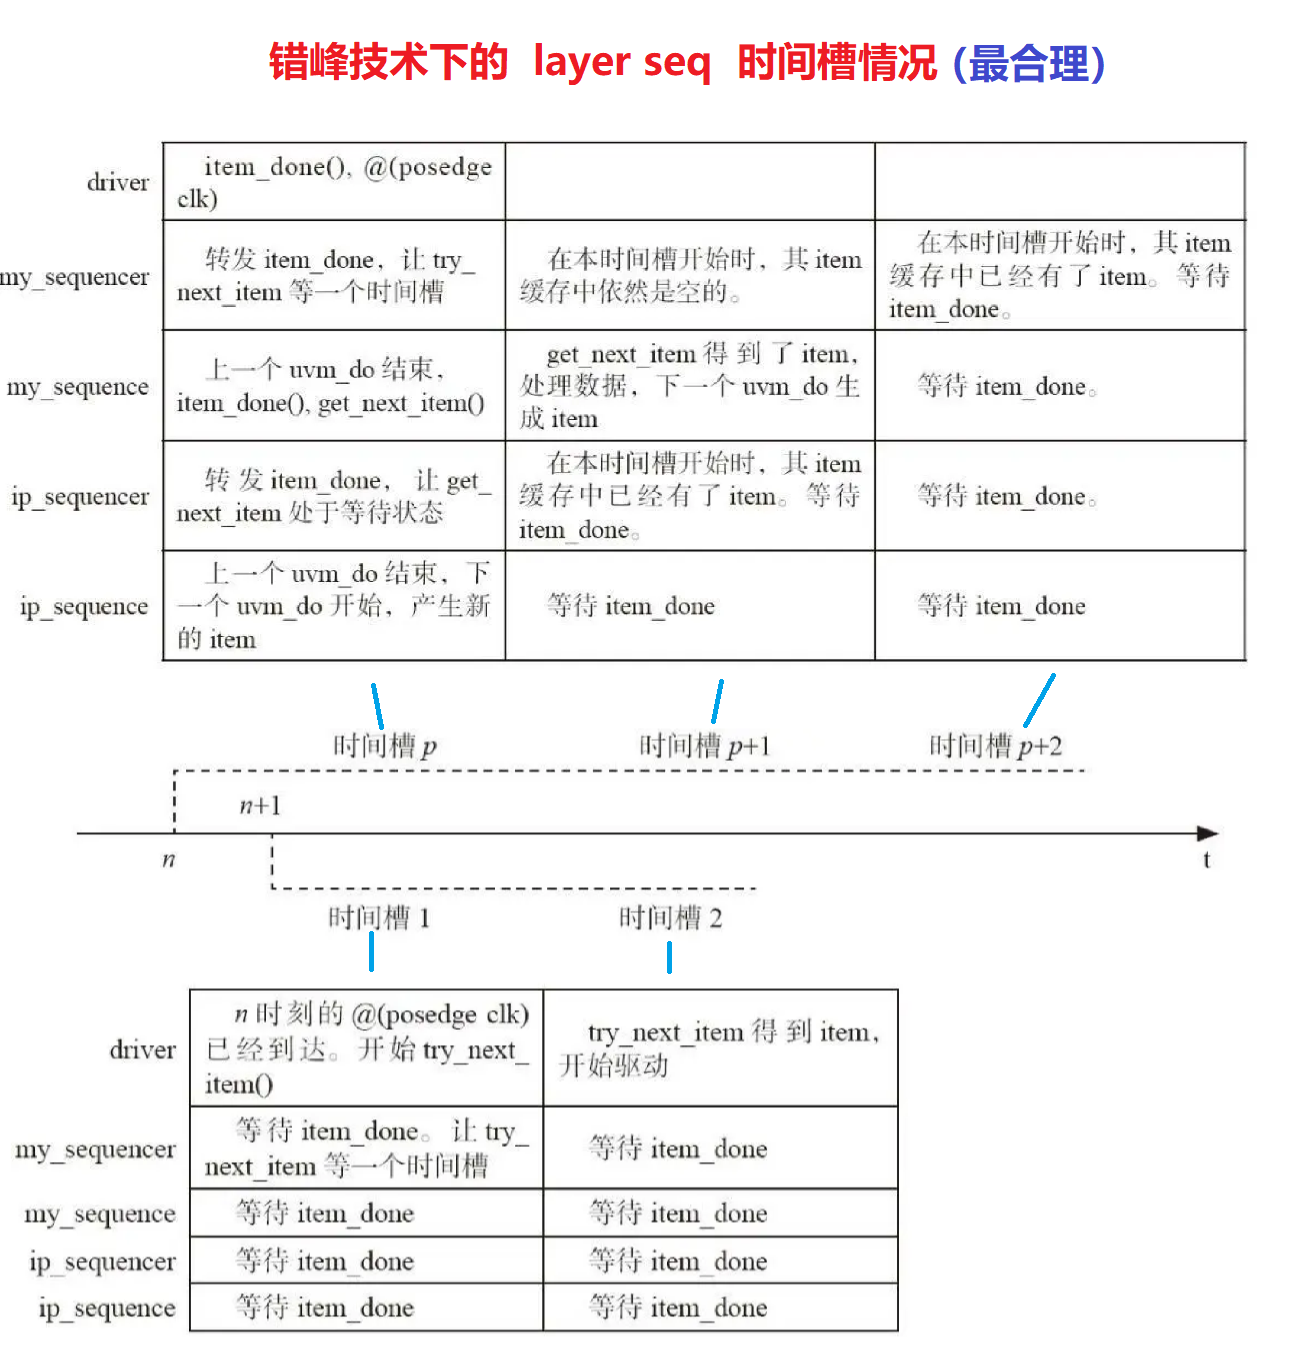 错峰技术下的 layer seq 时间槽情况 (最合理)
driver
item_done(), @(posedge
clk)
my_sequencer
转发 item_done, 让 try_
next_item 等一个时间槽
在本时间槽开始时, 其 item
缓存中依然是空的。
在本时间槽开始时, 其 item
缓存中已经有了 item。等待
item_done。
my_sequence
上一个 uvm_do 结束,
item_done(), get_next_item()
get_next_item 得到了 item,
处理数据, 下一个 uvm_do 生
成 item
等待 item_done。
ip_sequencer
转发 item_done, 让 get_
next_item 处于等待状态
在本时间槽开始时, 其 item
缓存中已经有了 item。等待
item_done。
等待 item_done。
ip_sequence
上一个 uvm_do 结束, 下
一个 uvm_do 开始, 产生新
的 item
等待 item_done
等待 item_done
时间槽 p
时间槽 p+1
时间槽 p+2
n+1
n
t
时间槽 1
时间槽 2
driver
n 时刻的 @(posedge clk)
已经到达。开始 try_next_
item()
try_next_item 得到 item,
开始驱动
my_sequencer
等待 item_done。让 try_
next_item 等一个时间槽
等待 item_done
my_sequence
等待 item_done
等待 item_done
ip_sequencer
等待 item_done
等待 item_done
ip_sequence
等待 item_done
等待 item_done